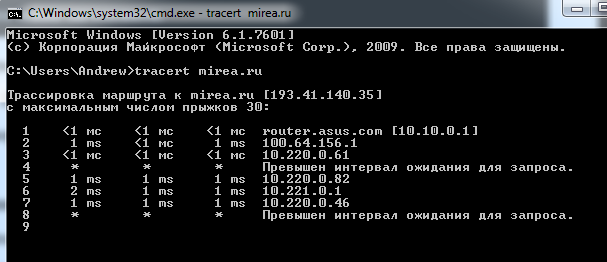 C:\Windows\system32\cmd.exe - tracert mirea.ru
Microsoft Windows [Version 6.1.7601]
(c) Корпорация Майкрософт (Microsoft Corp.), 2009. Все права защищены.
C:\Users\Andrew>tracert mirea.ru
Трассировка маршрута к mirea.ru [193.41.140.35]
с максимальным числом прыжков 30:
1 <1 мс <1 мс <1 мс router.asus.com [10.10.0.1]
2 1 ms <1 мс <1 мс 100.64.156.1
3 <1 мс <1 мс <1 мс 10.220.0.61
4 * * * Превышен интервал ожидания для запроса.
5 1 ms 1 ms 1 ms 10.220.0.82
6 2 ms 1 ms 1 ms 10.221.0.1
7 1 ms 1 ms 1 ms 10.220.0.46
8 * * * Превышен интервал ожидания для запроса.
9